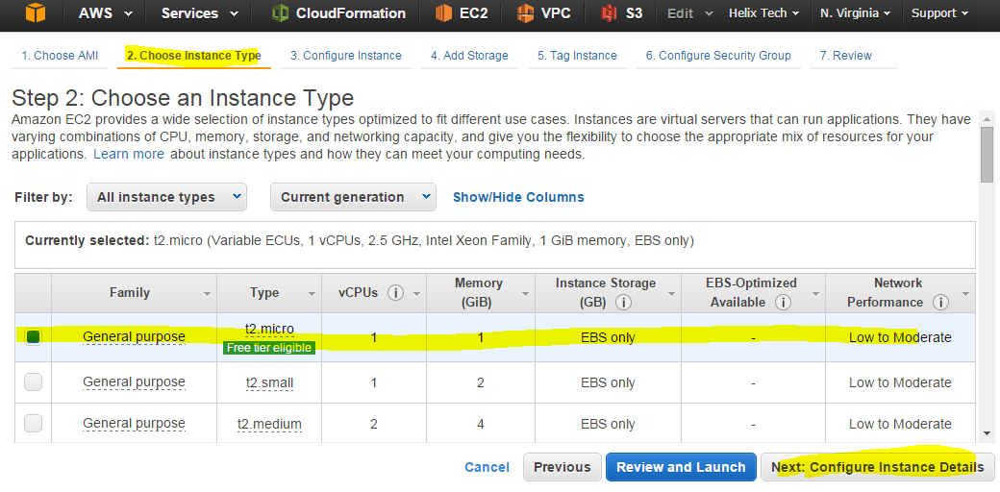 AWS Services CloudFormation EC2 VPC S3 Edit Helix Tech N. Virginia Support
1. Choose AMI 2. Choose Instance Type 3. Configure Instance 4. Add Storage 5. Tag Instance 6. Configure Security Group 7. Review
Step 2: Choose an Instance Type
Amazon EC2 provides a wide selection of instance types optimized to fit different use cases. Instances are virtual servers that can run applications. They have
varying combinations of CPU, memory, storage, and networking capacity, and give you the flexibility to choose the appropriate mix of resources for your
applications. Learn more about instance types and how they can meet your computing needs.
Filter by: All instance types Current generation Show/Hide Columns
Currently selected: t2.micro (Variable ECUs, 1 vCPUs, 2.5 GHz, Intel Xeon Family, 1 GiB memory, EBS only)
Family Type vCPUs i Memory (GiB) Instance Storage (GB) i EBS-Optimized Available i Network Performance i
General purpose t2.micro Free tier eligible 1 1 EBS only - Low to Moderate
General purpose t2.small 1 2 EBS only - Low to Moderate
General purpose t2.medium 2 4 EBS only - Low to Moderate
Cancel Previous Review and Launch Next: Configure Instance Details